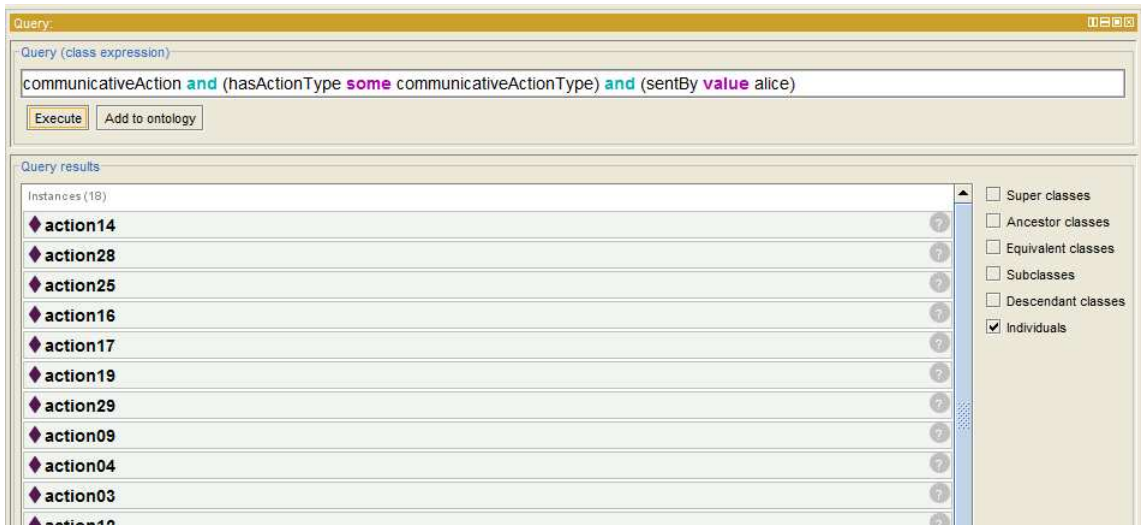 Query:
Query (class expression)
communicativeAction and (hasActionType some communicativeActionType) and (sentBy value alice)
Execute Add to ontology
Query results
Instances (18)
action14
action28
action25
action16
action17
action19
action29
action09
action04
action03
Super classes
Ancestor classes
Equivalent classes
Subclasses
Descendant classes
Individuals